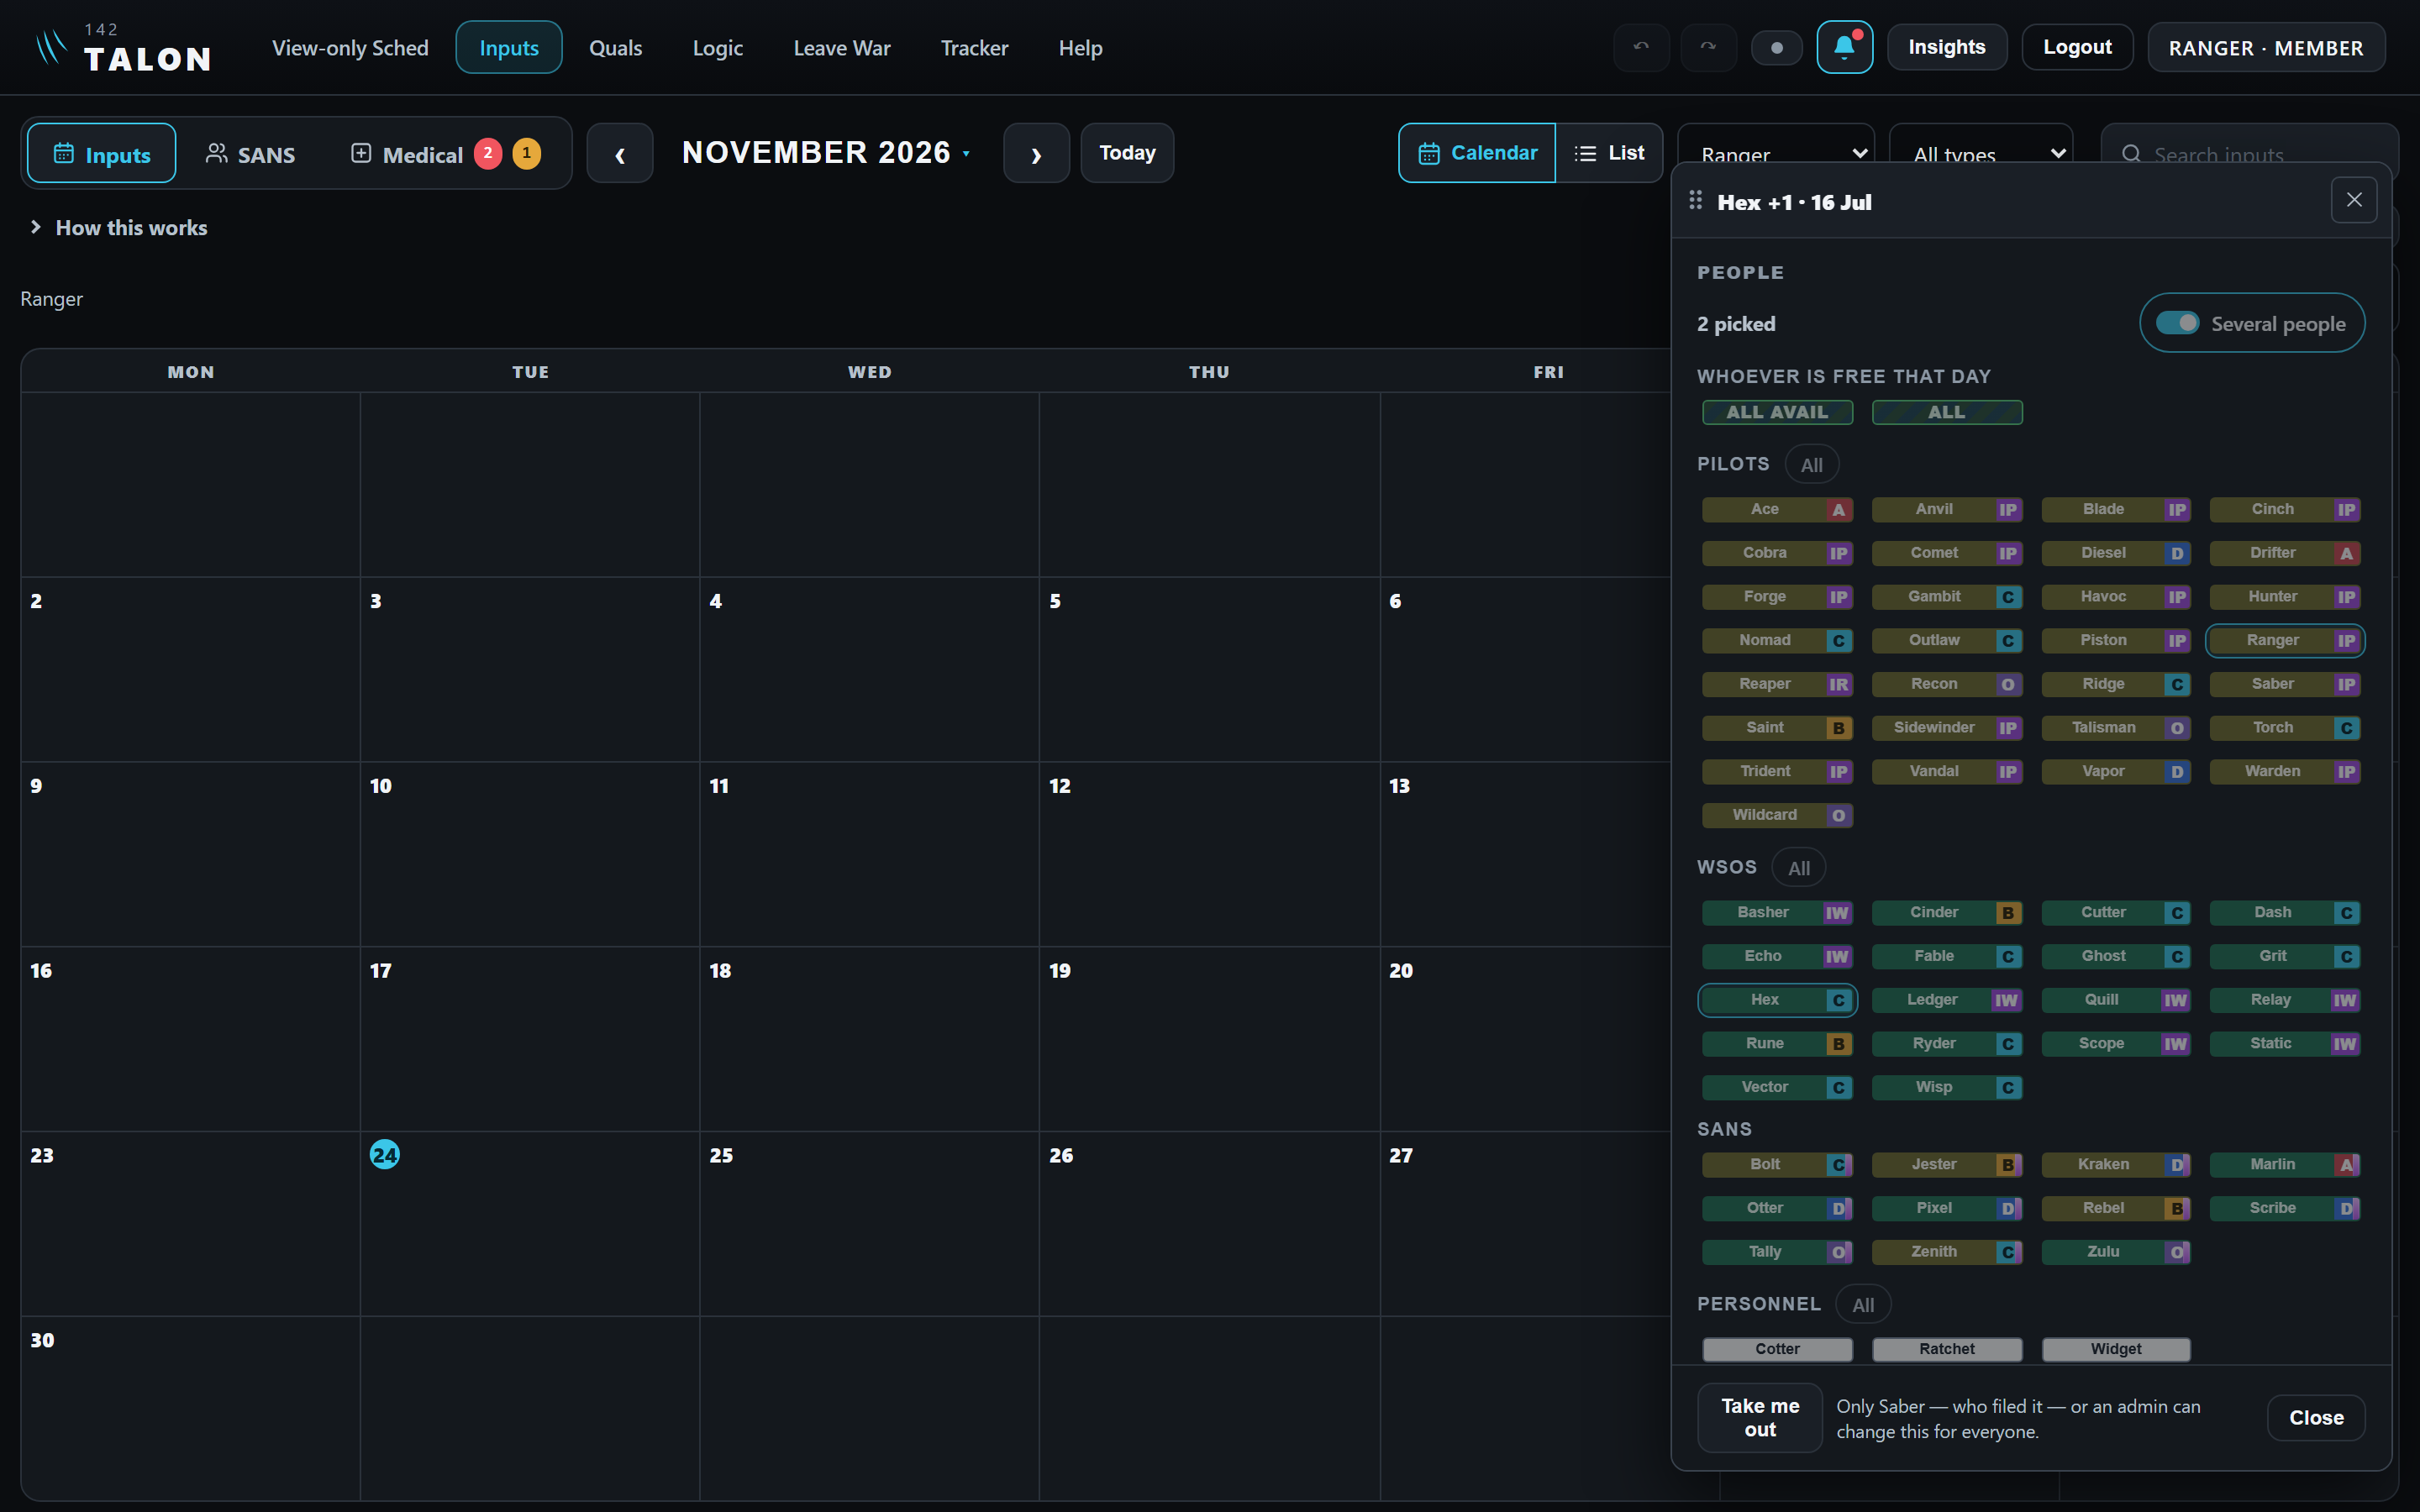 142
TALON
View-only Sched
Inputs
Quals
Logic
Leave War
Tracker
Help
Insights
Logout
RANGER · MEMBER
Inputs
SANS
Medical 2 1
NOVEMBER 2026
Today
Calendar
List
Ranger
All types
Search inputs
How this works
Ranger
MON TUE WED THU FRI
2 3 4 5 6
9 10 11 12 13
16 17 18 19 20
23 24 25 26 27
30
Hex +1 · 16 Jul
PEOPLE
2 picked
Several people
WHOEVER IS FREE THAT DAY
ALL AVAIL ALL
PILOTS All
Ace A Anvil IP Blade IP Cinch IP
Cobra IP Comet IP Diesel D Drifter A
Forge IP Gambit C Havoc IP Hunter IP
Nomad C Outlaw C Piston IP Ranger IP
Reaper IR Recon O Ridge C Saber IP
Saint B Sidewinder IP Talisman O Torch C
Trident IP Vandal IP Vapor D Warden IP
Wildcard O
WSOS All
Basher IW Cinder B Cutter C Dash C
Echo IW Fable C Ghost C Grit C
Hex C Ledger IW Quill IW Relay IW
Rune B Ryder C Scope IW Static IW
Vector C Wisp C
SANS
Bolt C Jester B Kraken D Marlin A
Otter D Pixel D Rebel B Scribe D
Tally O Zenith C Zulu O
PERSONNEL All
Cotter Ratchet Widget
Take me
out
Only Saber — who filed it — or an admin can
change this for everyone.
Close